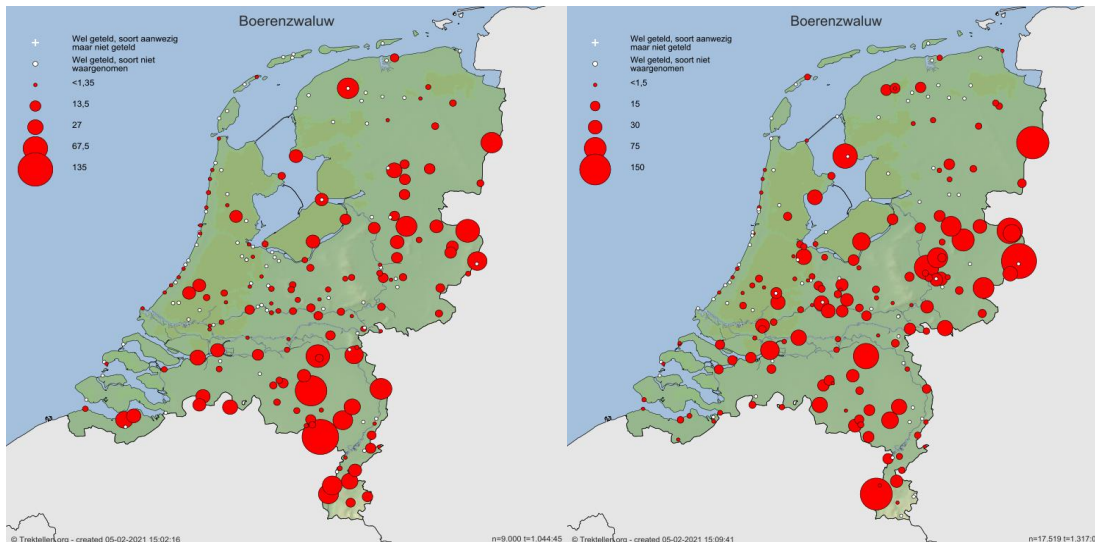 Boerenzwaluw
Wel geteld, soort aanwezig
maar niet geteld
Wel geteld, soort niet
waargenomen
<1,35
13,5
27
67,5
135
© Trektellen.org - created 05-02-2021 15:02:16
n=9.000 t=1.044:45
Boerenzwaluw
Wel geteld, soort aanwezig
maar niet geteld
Wel geteld, soort niet
waargenomen
<1,5
15
30
75
150
© Trektellen.org - created 05-02-2021 15:09:41
n=17.519 t=1.317:0